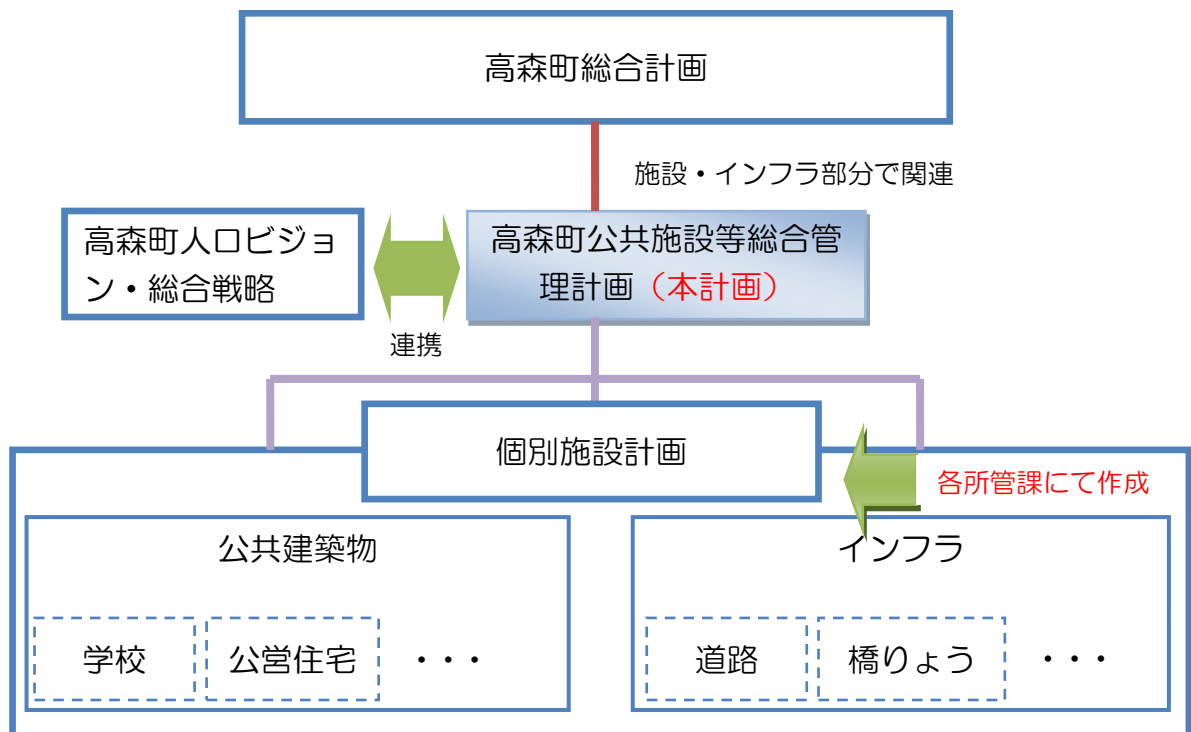 高森町総合計画
施設・インフラ部分で関連
高森町人口ビジョ
ン・総合戦略
高森町公共施設等総合管
理計画（本計画）
連携
個別施設計画
各所管課にて作成
公共建築物
インフラ
学校
公営住宅
・・・
道路
橋りょう
・・・